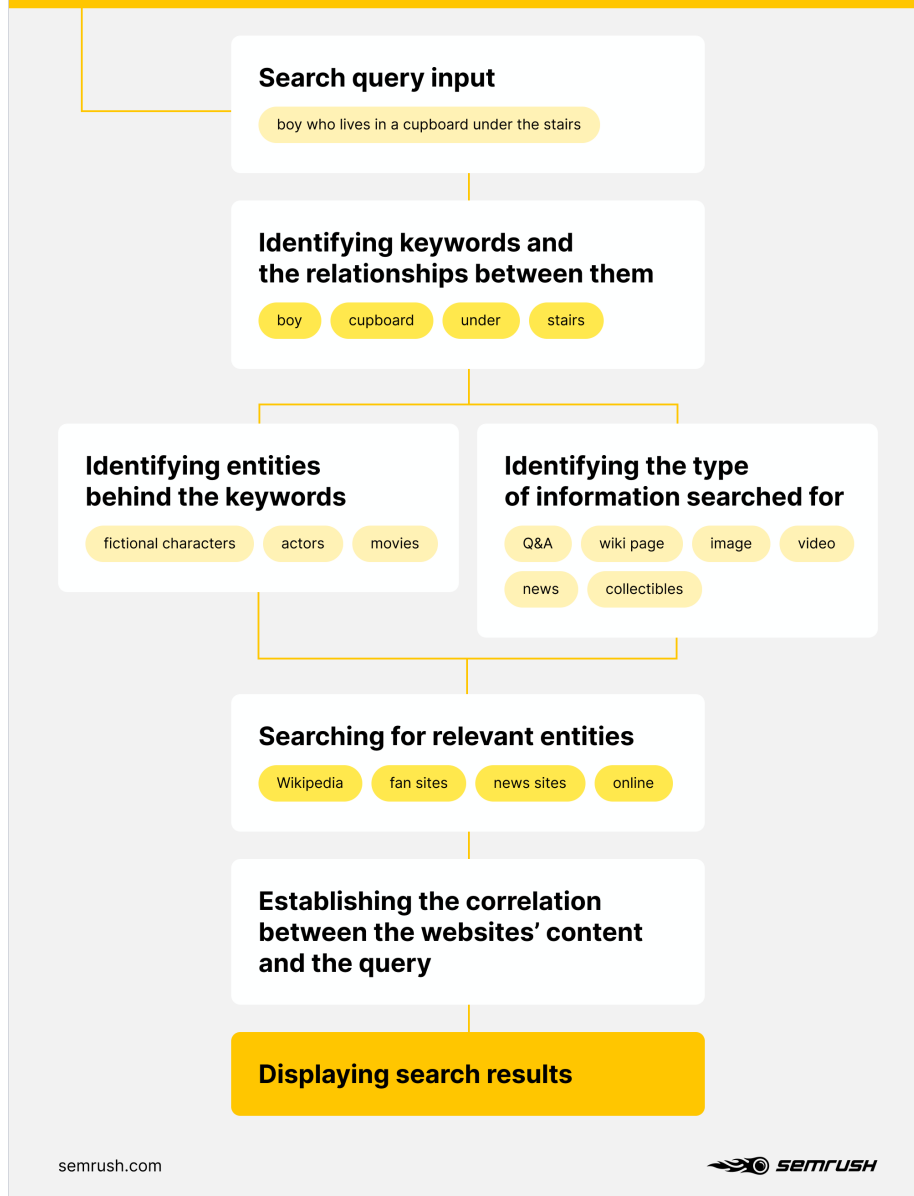 Search query input
boy who lives in a cupboard under the stairs
Identifying keywords and
the relationships between them
boy
cupboard
under
stairs
Identifying entities
behind the keywords
fictional characters
actors
movies
Identifying the type
of information searched for
Q&A
wiki page
image
video
news
collectibles
Searching for relevant entities
Wikipedia
fan sites
news sites
online
Establishing the correlation
between the websites’ content
and the query
Displaying search results
semrush.com
SEMRUSH